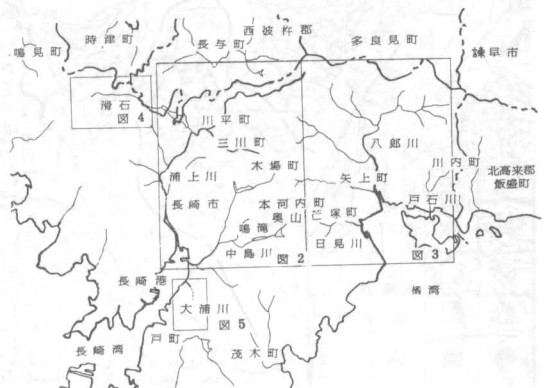 西彼杵郡
時津町
長与町
多良見町
鳴見町
諫早市
滑石
図4
川平町
三川町
八郎川
川内町
木場町
北高来郡
飯盛町
浦上川
矢上町
長崎市
本河内町
奥山
芒塚町
戸石川
鳴滝
日見川
中島川
図2
図3
長崎港
橘湾
大浦川
図5
戸町
長崎湾
茂木町